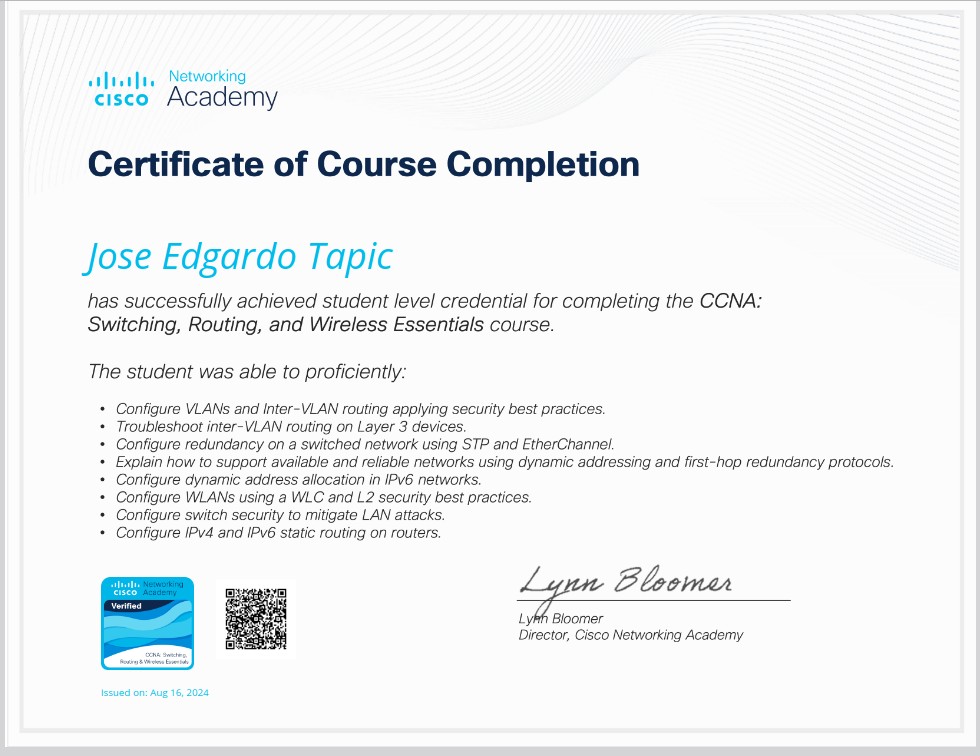 Networking
CISCO Academy
Certificate of Course Completion
Jose Edgardo Tapic
has successfully achieved student level credential for completing the CCNA:
Switching, Routing, and Wireless Essentials course.
The student was able to proficiently:
• Configure VLANs and Inter-VLAN routing applying security best practices.
• Troubleshoot inter-VLAN routing on Layer 3 devices.
• Configure redundancy on a switched network using STP and EtherChannel.
• Explain how to support available and reliable networks using dynamic addressing and first-hop redundancy protocols.
• Configure dynamic address allocation in IPv6 networks.
• Configure WLANs using a WLC and L2 security best practices.
• Configure switch security to mitigate LAN attacks.
• Configure IPv4 and IPv6 static routing on routers.
Networking
CISCO Academy
Verified
CCNA: Switching,
Routing & Wireless Essentials
Lynn Bloomer
Lynn Bloomer
Director, Cisco Networking Academy
Issued on: Aug 16, 2024